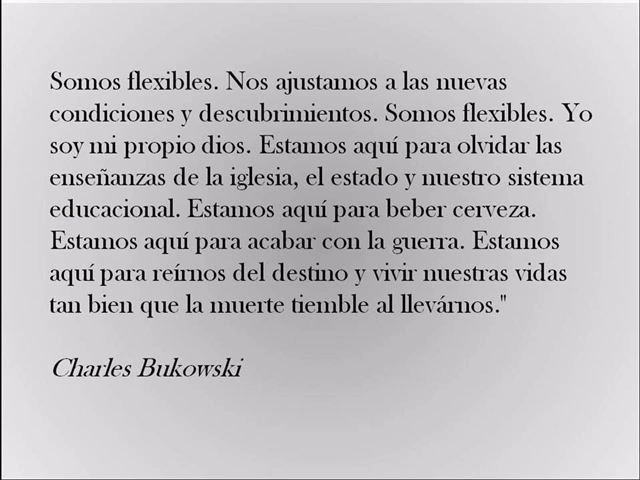 Somos flexibles. Nos ajustamos a las nuevas
condiciones y descubrimientos. Somos flexibles. Yo
soy mi propio dios. Estamos aquí para olvidar las
enseñanzas de la iglesia, el estado y nuestro sistema
educacional. Estamos aquí para beber cerveza.
Estamos aquí para acabar con la guerra. Estamos
aquí para reírnos del destino y vivir nuestras vidas
tan bien que la muerte tiemble al llevárnos."
Charles Bukowski